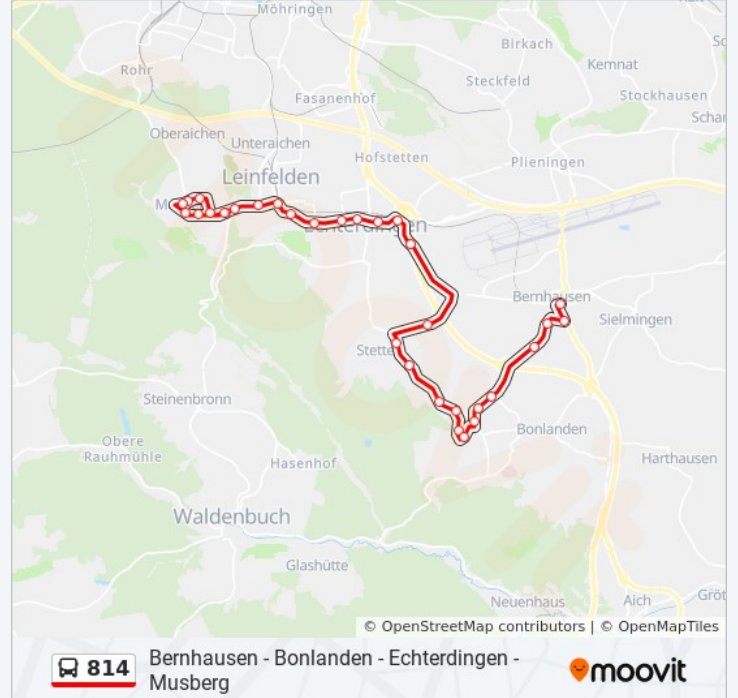 Möhringen
Birkach
Rohr
Kemnat
Steckfeld
Fasanenhof
Stockhausen
Oberaichen
Unteraichen
Hofstetten
Plieningen
Leinfelden
Echterdingen
Bernhausen
Sielmingen
Steinenbronn
Bonlanden
Obere
Rauhmühle
Hasenhof
Harthausen
Waldenbuch
Glashütte
Neuenhaus
Aich
© OpenStreetMap contributors | © OpenMapTiles
814
Bernhausen - Bonlanden - Echterdingen -
Musberg
moovit